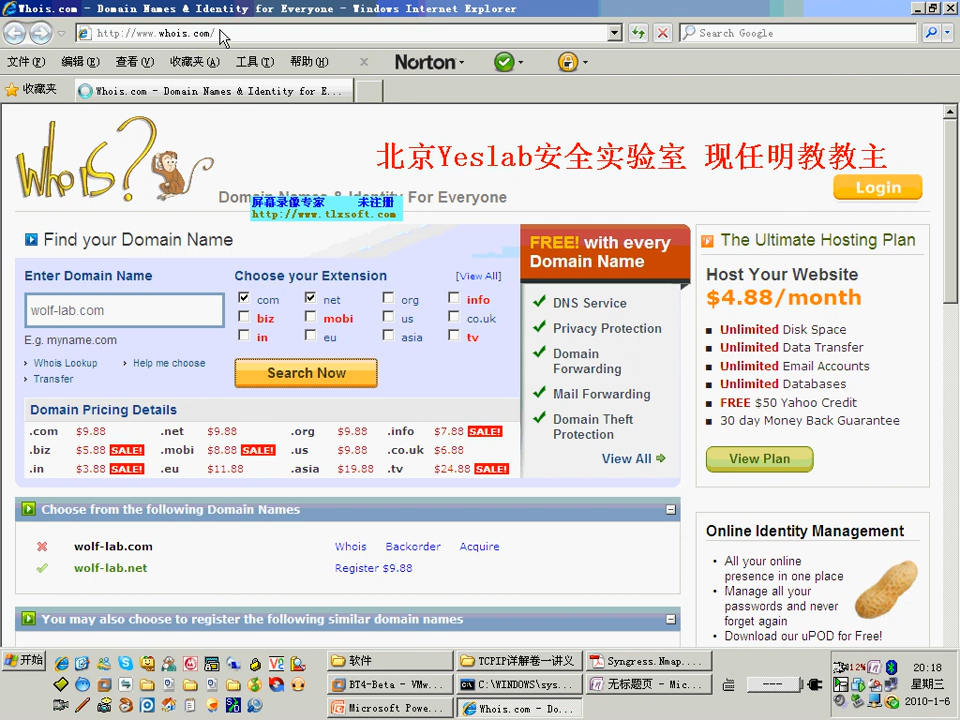 Whois.com - Domain Names & Identity for Everyone - Windows Internet Explorer
http://www.whois.com/
Search Google
文件(F) 编辑(E) 查看(V) 收藏夹(A) 工具(T) 帮助(H) x Norton
收藏夹 Whois.com - Domain Names & Identity for E...
Who is?
北京Yeslab安全实验室 现任明教教主
Login
Domain Names & Identity For Everyone
屏幕录像专家 未注册
http://www.tlxsoft.com
Find your Domain Name
Enter Domain Name
wolf-lab.com
E.g. myname.com
Whois Lookup Help me choose
Transfer
Choose your Extension [View All]
com net org info
biz mobi us co.uk
in eu asia tv
Search Now
Domain Pricing Details
.com $9.88 .net $9.88 .org $9.88 .info $7.88 SALE!
.biz $5.88 SALE! .mobi $8.88 SALE! .us $9.88 .co.uk $6.88
.in $3.88 SALE! .eu $11.88 .asia $19.88 .tv $24.88 SALE!
FREE! with every
Domain Name
DNS Service
Privacy Protection
Domain
Forwarding
Mail Forwarding
Domain Theft
Protection
View All
The Ultimate Hosting Plan
Host Your Website
$4.88/month
Unlimited Disk Space
Unlimited Data Transfer
Unlimited Email Accounts
Unlimited Databases
FREE $50 Yahoo Credit
30 day Money Back Guarantee
View Plan
Choose from the following Domain Names
wolf-lab.com Whois Backorder Acquire
wolf-lab.net Register $9.88
You may also choose to register the following similar domain names
Online Identity Management
All your online
presence in one place
Manage all your
passwords and never
forget again
Download our uPOD for Free!
开始
软件 TCPIP详解卷一讲义 Syngress.Nmap....
BT4-Beta - VMw... C:\WINDOWS\sys... 无标题页 - Mic...
Microsoft Powe... Whois.com - Do...
12%
20:18
星期三
2010-1-6